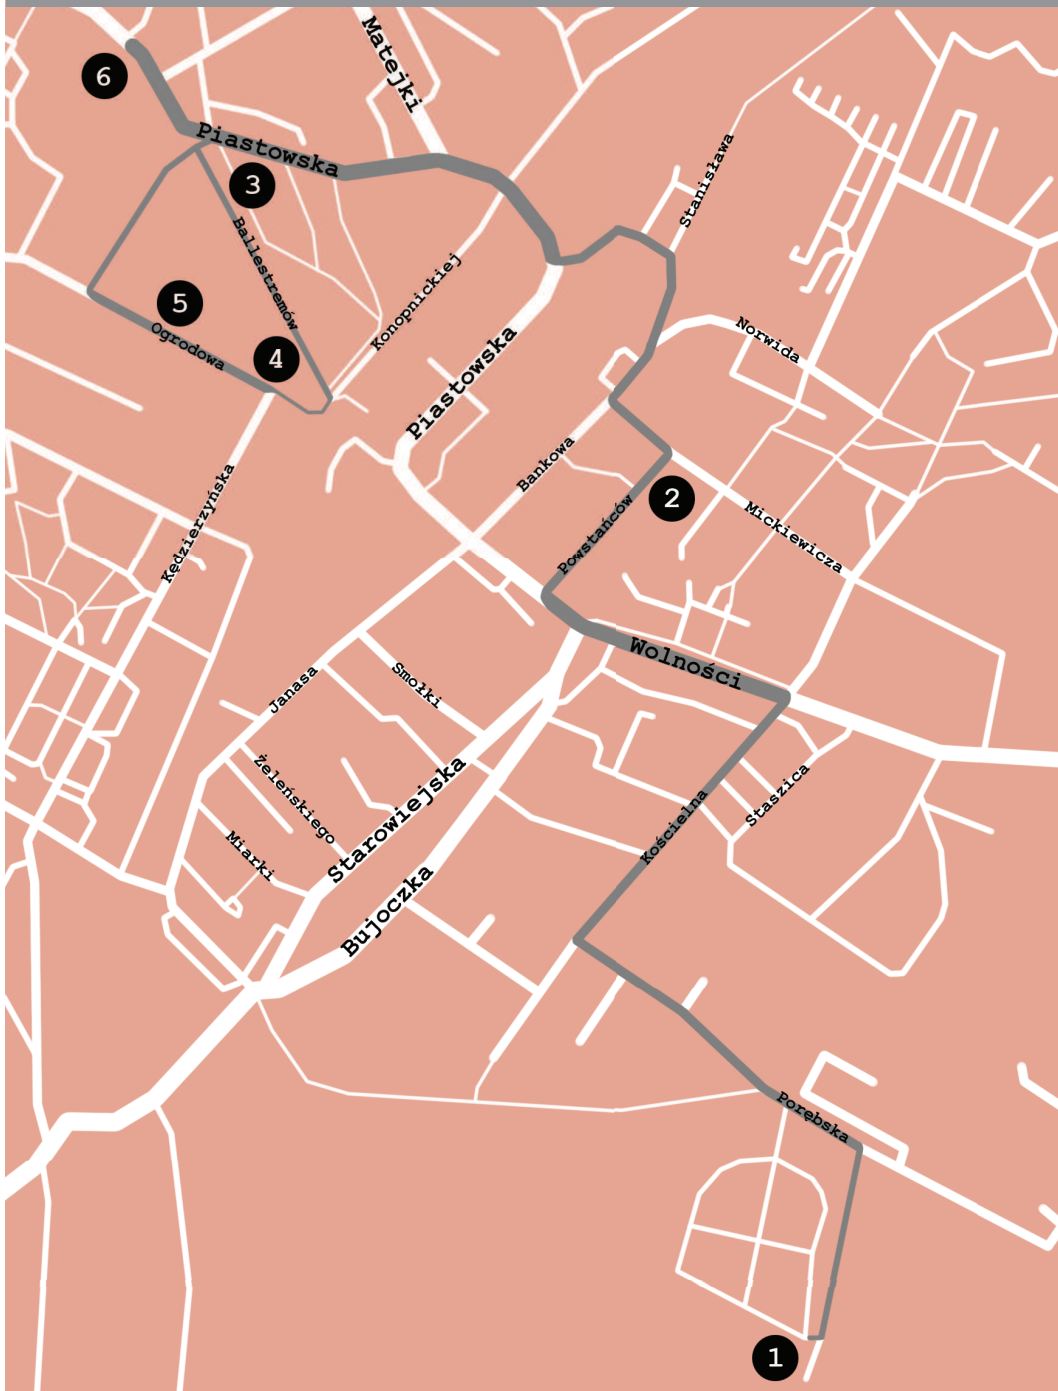 Matejki
6
Piastowska
3
Stanisława
Ballestremów
Konopnickiej
5
Ogrodowa
4
Norwida
Piastowska
Bankowa
2
Powstańców
Mickiewicza
Kędzierzyńska
Wolności
Smołki
Janasa
Żeleńskiego
Starowiejska
Staszica
Kościelna
Miarki
Bujoczka
Porębska
1